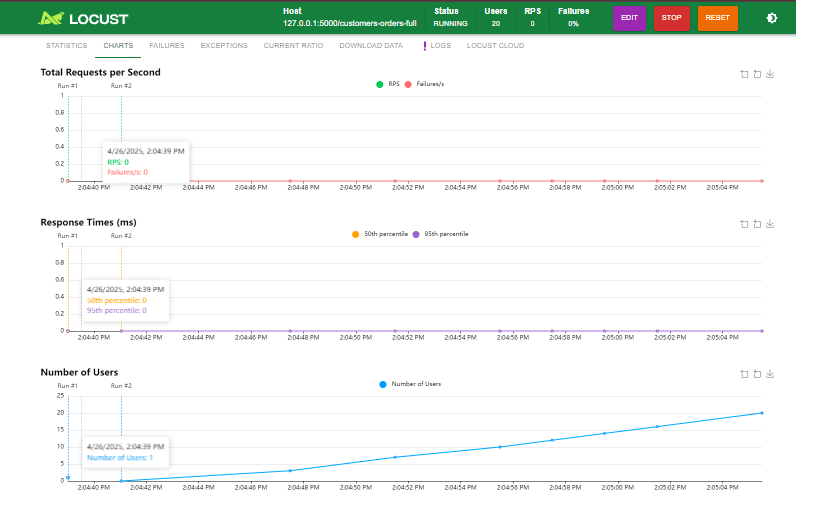 LOCUST
Host
127.0.0.1:5000/customers-orders-full
Status
RUNNING
Users
20
RPS
0
Failures
0%
EDIT
STOP
RESET
STATISTICS
CHARTS
FAILURES
EXCEPTIONS
CURRENT RATIO
DOWNLOAD DATA
LOGS
LOCUST CLOUD
Total Requests per Second
Run #1
Run #2
RPS
Failures/s
1
0.8
0.6
0.4
0.2
0
4/26/2025, 2:04:39 PM
RPS: 0
Failures/s: 0
2:04:40 PM 2:04:42 PM 2:04:44 PM 2:04:46 PM 2:04:48 PM 2:04:50 PM 2:04:52 PM 2:04:54 PM 2:04:56 PM 2:04:58 PM 2:05:00 PM 2:05:02 PM 2:05:04 PM
Response Times (ms)
Run #1
Run #2
50th percentile
95th percentile
1
0.8
0.6
0.4
0.2
0
4/26/2025, 2:04:39 PM
50th percentile: 0
95th percentile: 0
2:04:40 PM 2:04:42 PM 2:04:44 PM 2:04:46 PM 2:04:48 PM 2:04:50 PM 2:04:52 PM 2:04:54 PM 2:04:56 PM 2:04:58 PM 2:05:00 PM 2:05:02 PM 2:05:04 PM
Number of Users
Run #1
Run #2
Number of Users
25
20
15
10
5
0
4/26/2025, 2:04:39 PM
Number of Users: 1
2:04:40 PM 2:04:42 PM 2:04:44 PM 2:04:46 PM 2:04:48 PM 2:04:50 PM 2:04:52 PM 2:04:54 PM 2:04:56 PM 2:04:58 PM 2:05:00 PM 2:05:02 PM 2:05:04 PM